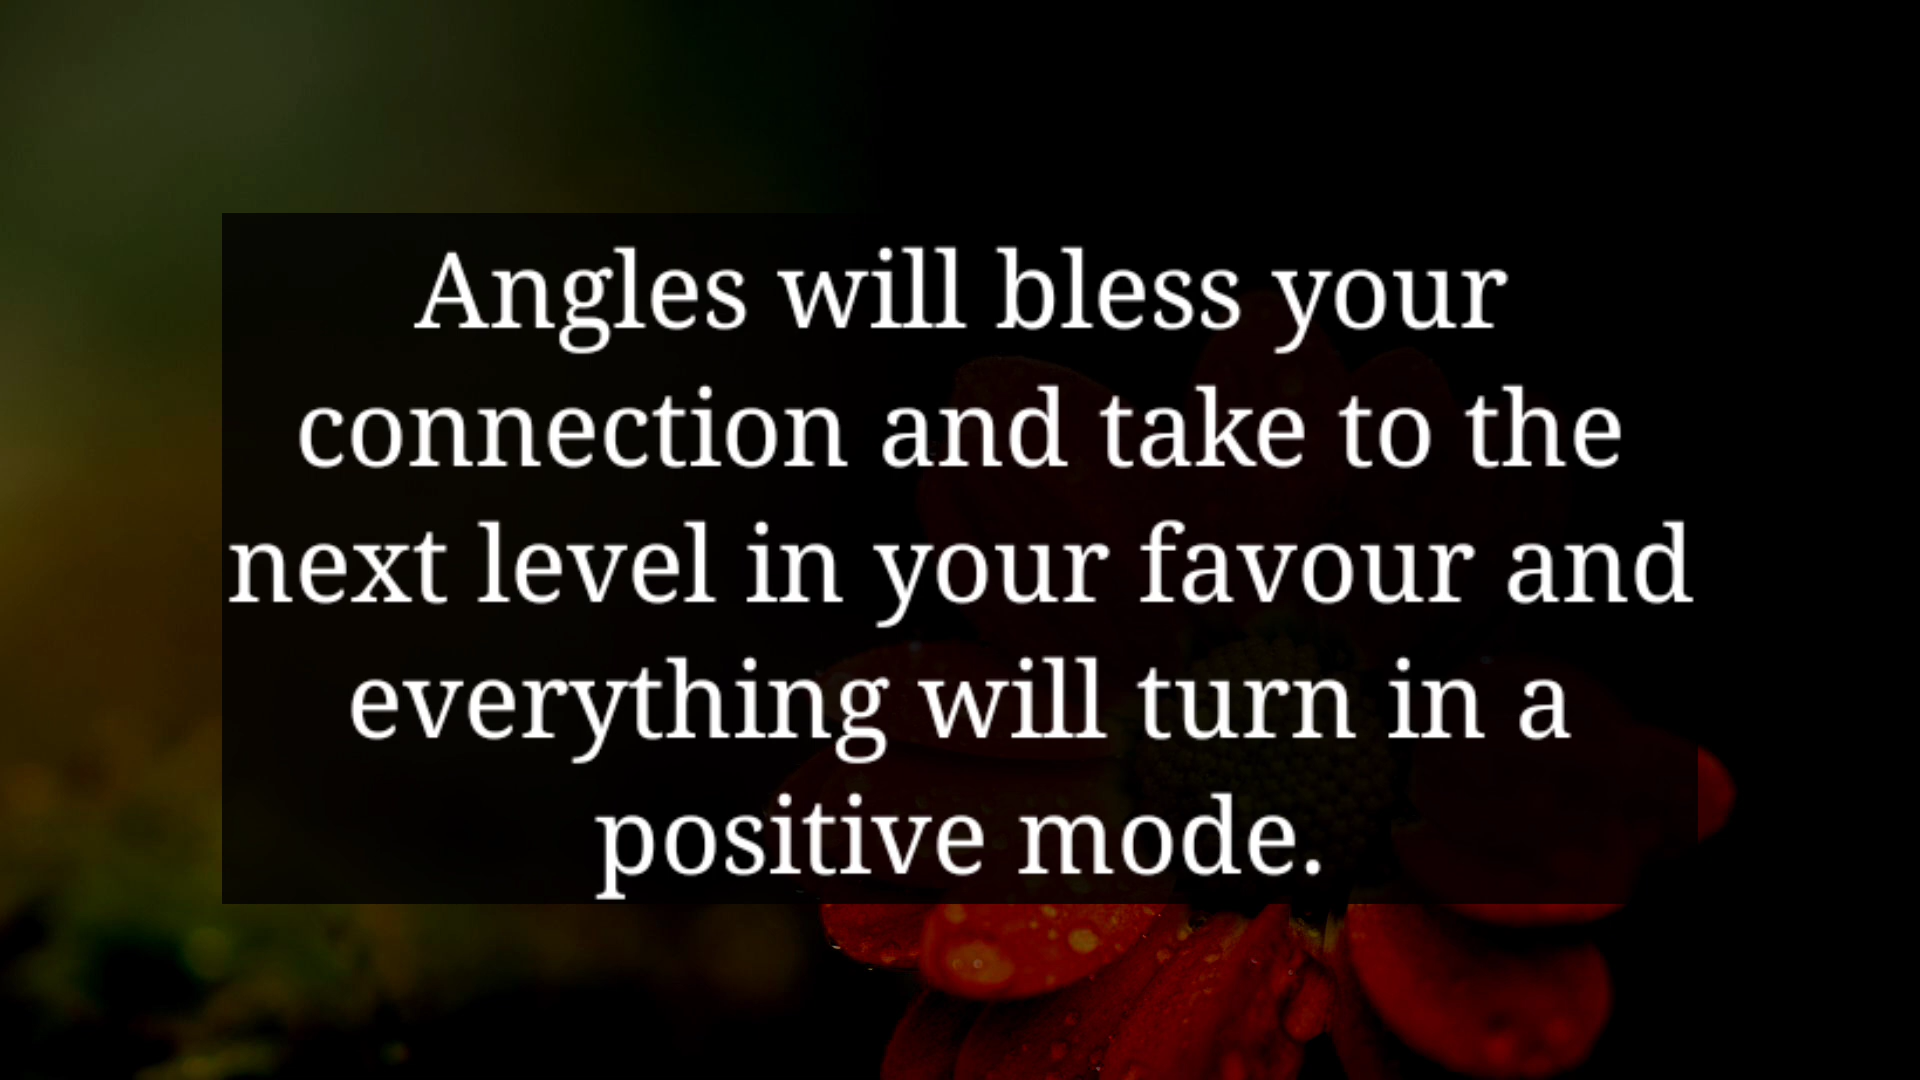 Angles will bless your
connection and take to the
next level in your favour and
everything will turn in a
positive mode.